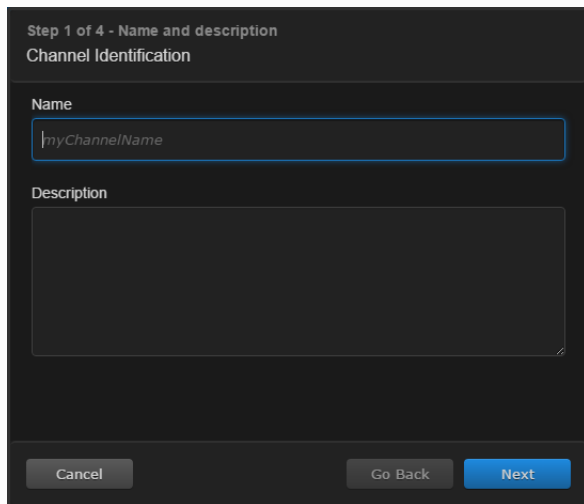 Step 1 of 4 - Name and description
Channel Identification
Name
myChannelName
Description
Cancel
Go Back
Next